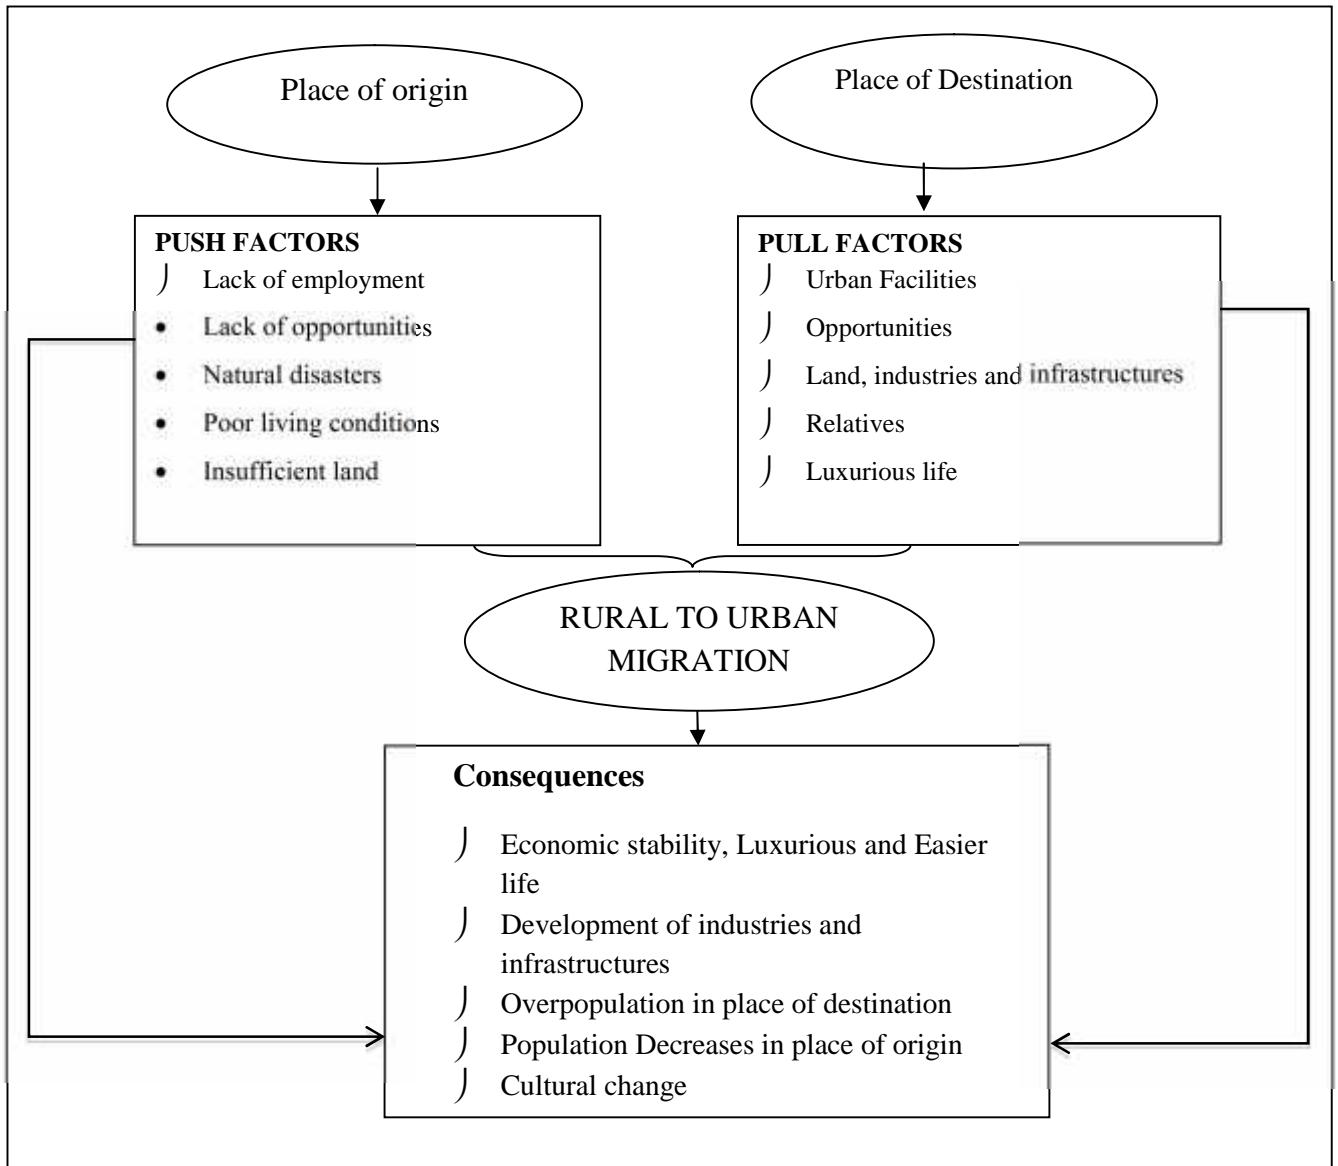 Place of origin
Place of Destination
PUSH FACTORS
⌡ Lack of employment
• Lack of opportunities
• Natural disasters
• Poor living conditions
• Insufficient land
PULL FACTORS
⌡ Urban Facilities
⌡ Opportunities
⌡ Land, industries and infrastructures
⌡ Relatives
⌡ Luxurious life
RURAL TO URBAN
MIGRATION
Consequences
⌡ Economic stability, Luxurious and Easier
life
⌡ Development of industries and
infrastructures
⌡ Overpopulation in place of destination
⌡ Population Decreases in place of origin
⌡ Cultural change